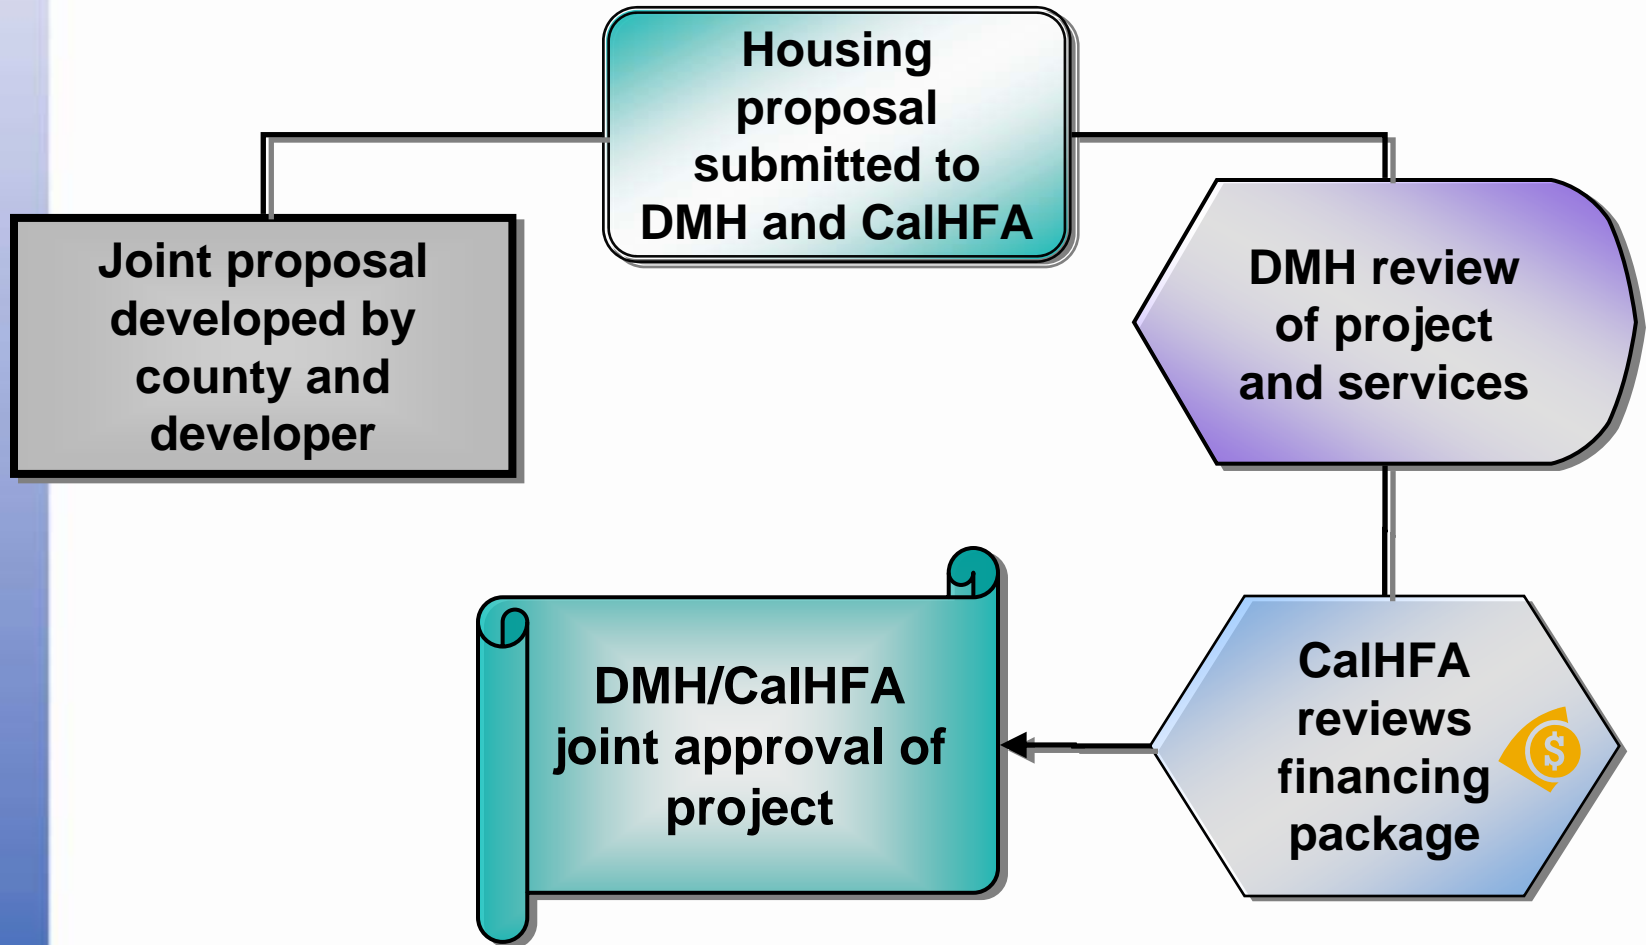 Housing
proposal
submitted to
DMH and CalHFA
Joint proposal
developed by
county and
developer
DMH review
of project
and services
CalHFA
reviews
financing
package
$
DMH/CalHFA
joint approval of
project